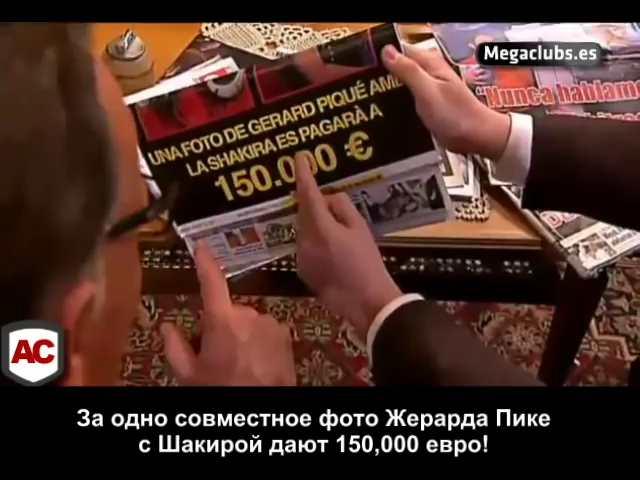 Megaclubs.es
UNA FOTO DE GERARD PIQUÉ AMB
LA SHAKIRA ES PAGARÀ A
150.000 €
"Nunca hablamo
AC
За одно совместное фото Жерарда Пике
с Шакирой дают 150,000 евро!